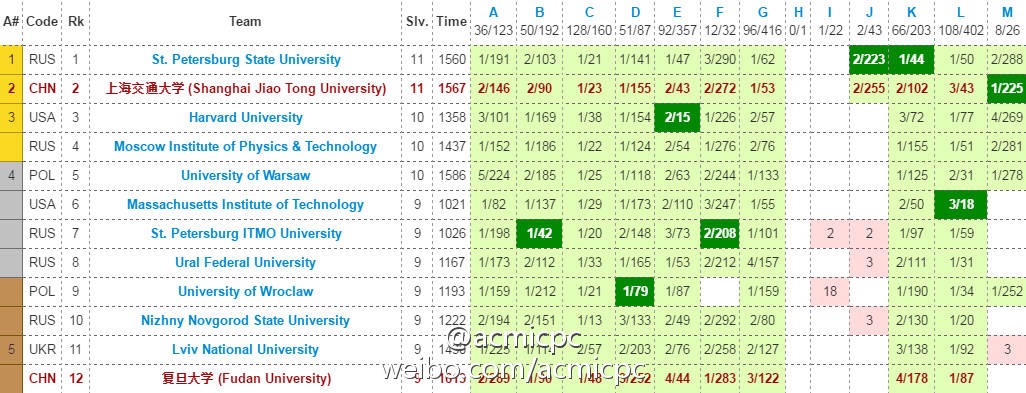 A# Code Rk Team Slv. Time A B C D E F G H I J K L M
36/123 50/192 128/160 51/87 92/357 12/32 96/416 0/1 1/22 2/43 66/203 108/402 8/26
1 RUS 1 St. Petersburg State University 11 1560 1/191 2/103 1/21 1/141 1/47 3/290 1/62 2/223 1/44 1/50 2/288
2 CHN 2 上海交通大学 (Shanghai Jiao Tong University) 11 1567 2/146 2/90 1/23 1/155 2/43 2/272 1/53 2/255 2/102 3/43 1/225
3 USA 3 Harvard University 10 1358 3/101 1/169 1/38 1/154 2/15 1/226 2/57 3/72 1/77 4/269
RUS 4 Moscow Institute of Physics & Technology 10 1437 1/152 1/186 1/22 1/124 2/54 1/276 2/76 1/155 1/51 2/281
4 POL 5 University of Warsaw 10 1586 5/224 2/185 1/25 1/118 2/63 2/244 1/133 1/125 2/31 1/278
USA 6 Massachusetts Institute of Technology 9 1021 1/82 1/137 1/29 1/173 2/110 3/247 1/55 2/50 3/18
RUS 7 St. Petersburg ITMO University 9 1026 1/198 1/42 1/20 2/148 3/73 2/208 1/101 2 2 1/97 1/59
RUS 8 Ural Federal University 9 1167 1/173 2/112 1/33 1/165 1/53 2/212 4/157 3 2/111 1/31
POL 9 University of Wroclaw 9 1193 1/159 1/212 1/21 1/79 1/87 1/159 18 1/190 1/34 1/252
RUS 10 Nizhny Novgorod State University 9 1222 2/194 2/151 1/13 3/133 2/49 2/292 2/80 3 2/130 1/20
5 UKR 11 Lviv National University 9 1/225 2/57 2/203 2/76 2/258 2/127 3/138 1/92 3
CHN 12 复旦大学 (Fudan University) 4/44 1/283 3/122 4/178 1/87
@acmicpc
weibo.com/acmicpc